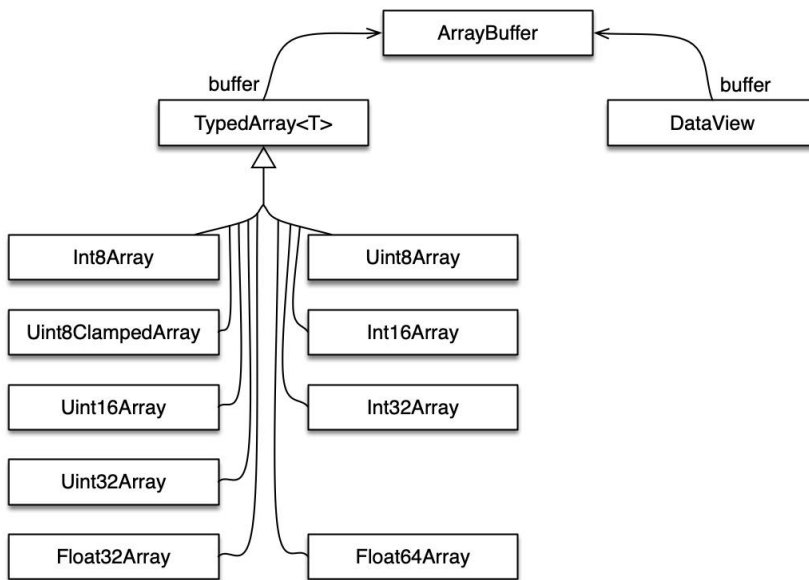 ArrayBuffer
buffer
buffer
TypedArray<T>
DataView
Int8Array
Uint8Array
Uint8ClampedArray
Int16Array
Uint16Array
Int32Array
Uint32Array
Float32Array
Float64Array